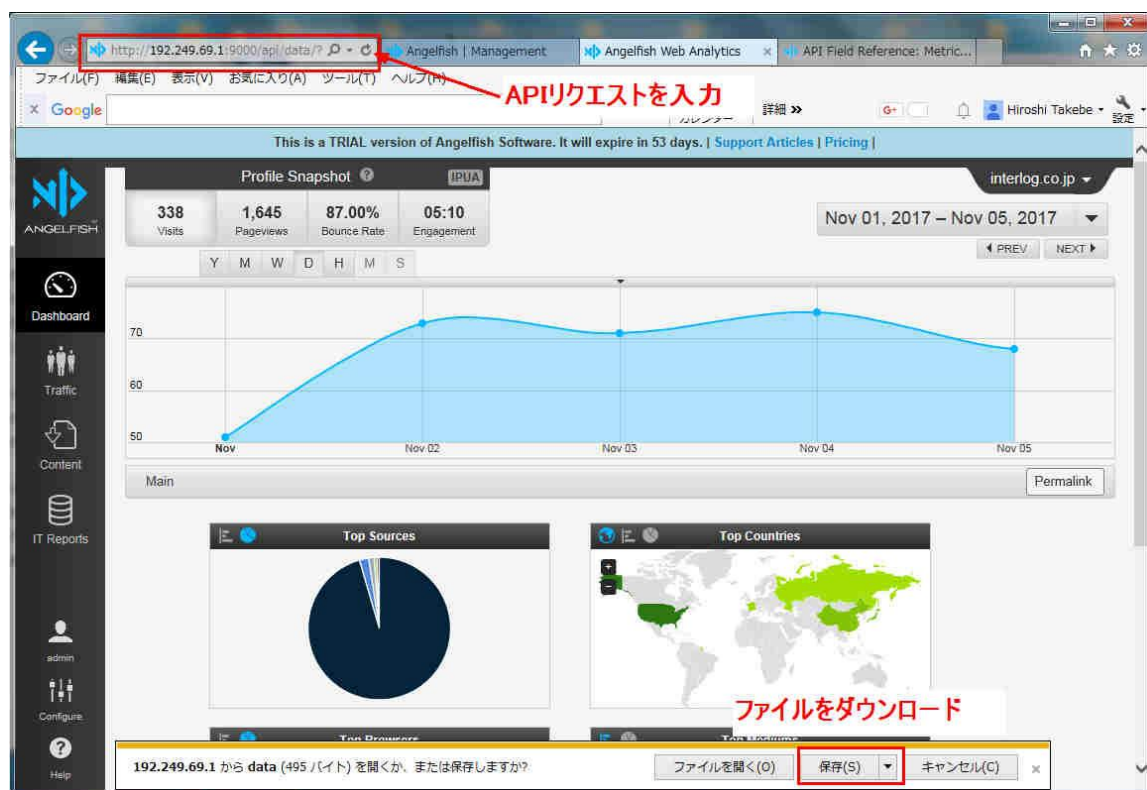 http://192.249.69.1:9000/api/data/?
Angelfish | Management
Angelfish Web Analytics
API Field Reference: Metric...
ファイル(F) 編集(E) 表示(V) お気に入り(A) ツール(T) ヘルプ(H)
APIリクエストを入力
Google
カレンダー
詳細 »
G+
Hiroshi Takebe
設定
This is a TRIAL version of Angelfish Software. It will expire in 53 days. | Support Articles | Pricing |
ANGELFISH
Profile Snapshot
IPUA
interlog.co.jp
338 1,645 87.00% 05:10
Visits Pageviews Bounce Rate Engagement
Nov 01, 2017 – Nov 05, 2017
PREV NEXT
Y M W D H M S
Dashboard
70
60
50
Nov Nov 02 Nov 03 Nov 04 Nov 05
Traffic
Content
Main
Permalink
IT Reports
Top Sources
Top Countries
+
−
admin
Configure
Help
ファイルをダウンロード
Top Browsers
Top Mediums
192.249.69.1 から data (495 バイト) を開くか、または保存しますか?
ファイルを開く(O)
保存(S)
キャンセル(C)